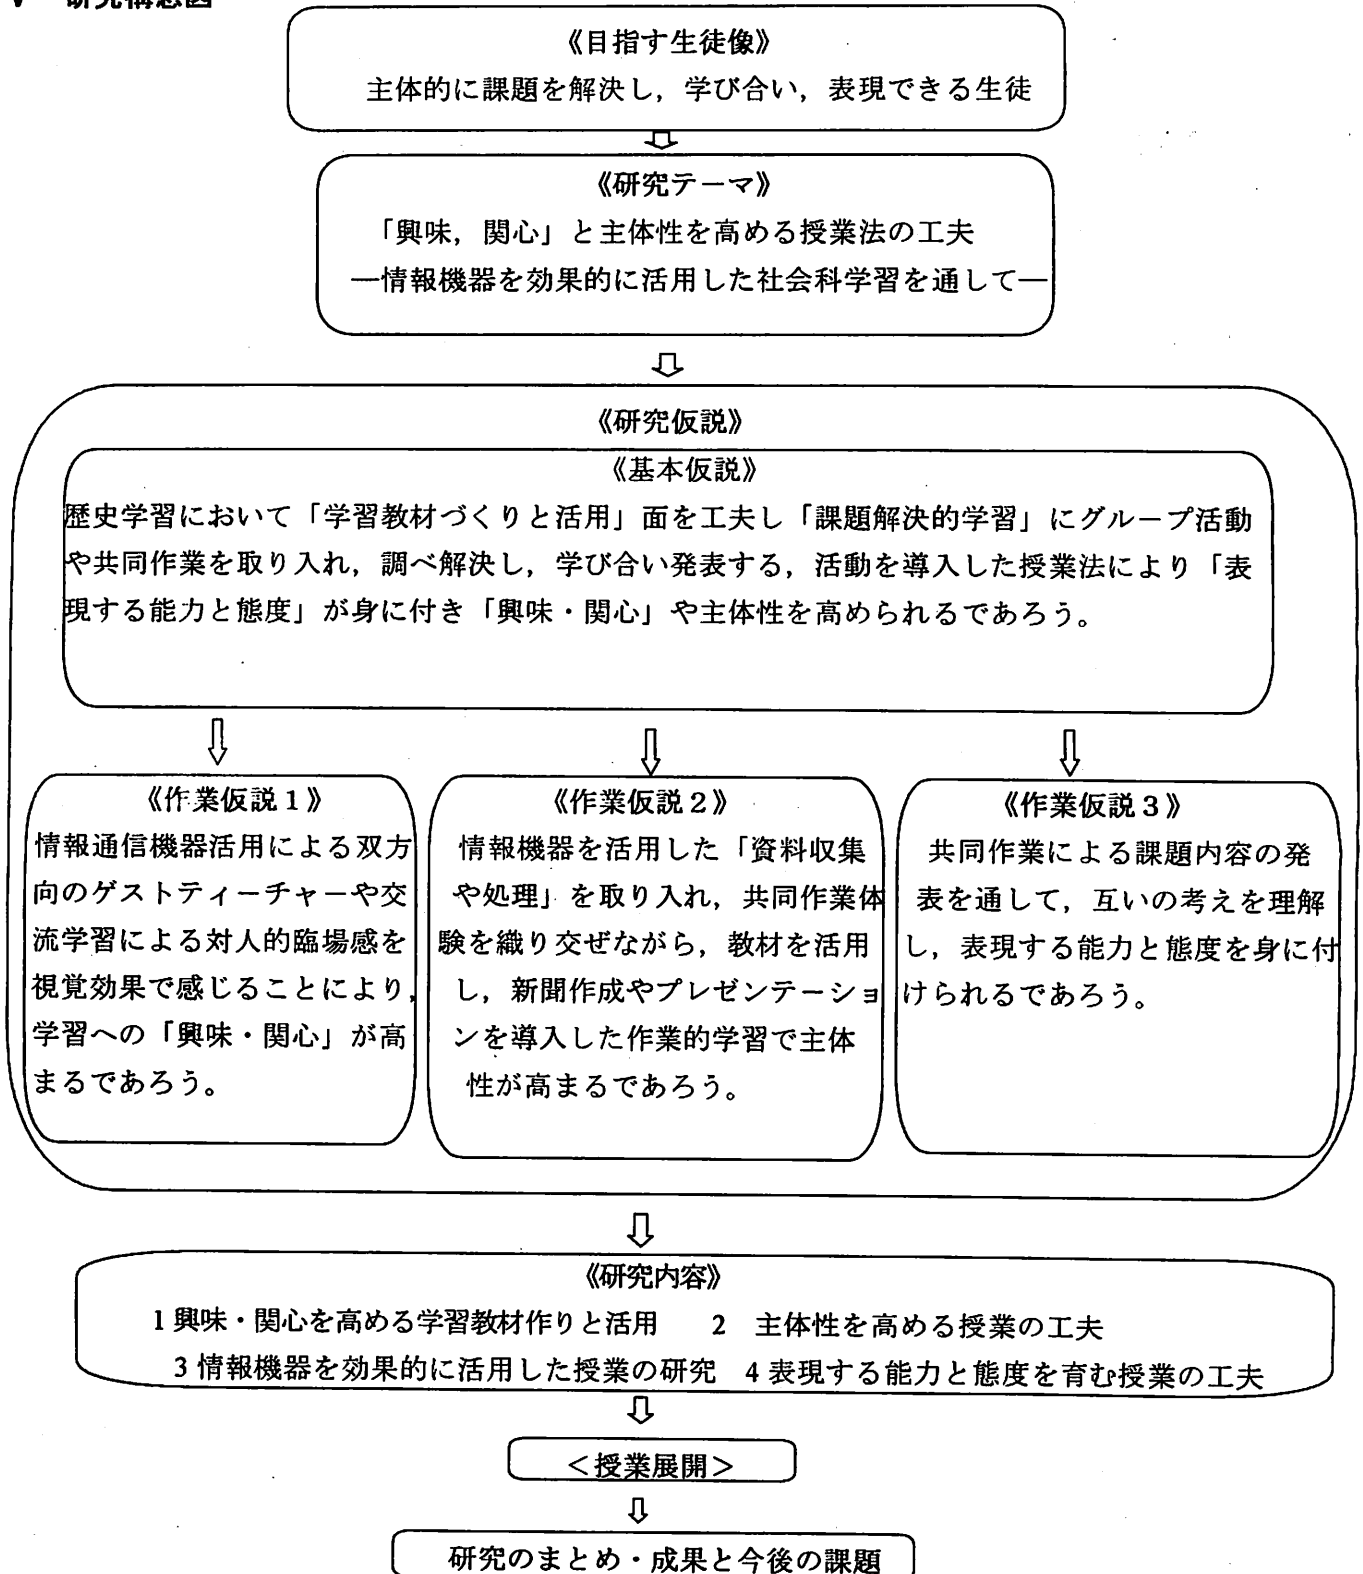 Ⅴ 研究構想図
《目指す生徒像》
主体的に課題を解決し，学び合い，表現できる生徒
《研究テーマ》
「興味，関心」と主体性を高める授業法の工夫
―情報機器を効果的に活用した社会科学習を通して―
《研究仮説》
《基本仮説》
歴史学習において「学習教材づくりと活用」面を工夫し「課題解決的学習」にグループ活動
や共同作業を取り入れ，調べ解決し，学び合い発表する，活動を導入した授業法により「表
現する能力と態度」が身に付き「興味・関心」や主体性を高められるであろう。
《作業仮説１》
情報通信機器活用による双方
向のゲストティーチャーや交
流学習による対人的臨場感を
視覚効果で感じることにより，
学習への「興味・関心」が高
まるであろう。
《作業仮説２》
情報機器を活用した「資料収集
や処理」を取り入れ，共同作業体
験を織り交ぜながら，教材を活用
し，新聞作成やプレゼンテーショ
ンを導入した作業的学習で主体
性が高まるであろう。
《作業仮説３》
共同作業による課題内容の発
表を通して，互いの考えを理解
し，表現する能力と態度を身に付
けられるであろう。
《研究内容》
1 興味・関心を高める学習教材作りと活用　2　主体性を高める授業の工夫
3 情報機器を効果的に活用した授業の研究　4 表現する能力と態度を育む授業の工夫
＜授業展開＞
研究のまとめ・成果と今後の課題